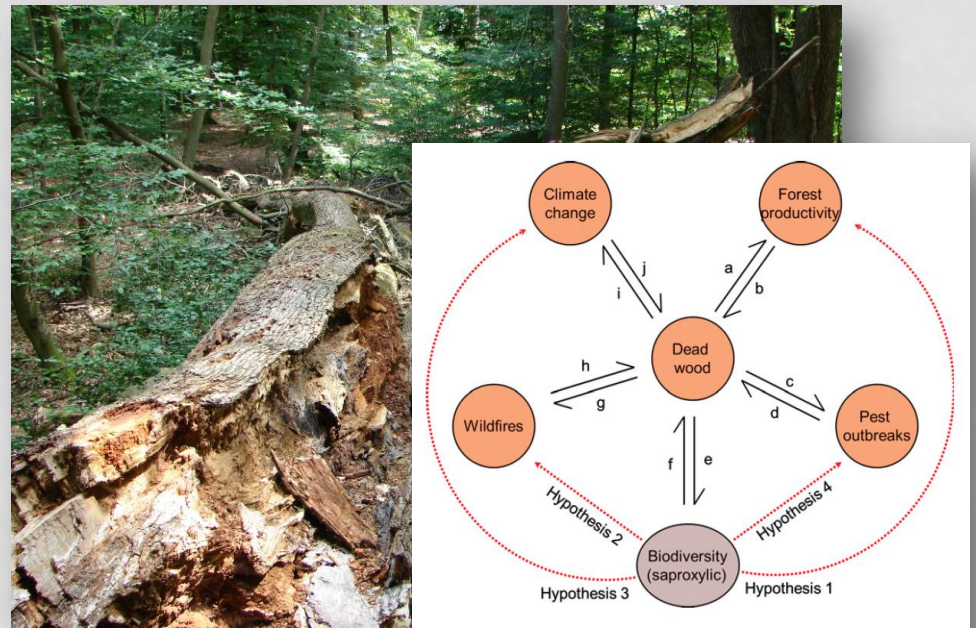 Climate
change
Forest
productivity
j
a
i
b
Dead
wood
h
c
g
d
Wildfires
Pest
outbreaks
f
e
Hypothesis 2
Hypothesis 4
Biodiversity
(saproxylic)
Hypothesis 3
Hypothesis 1